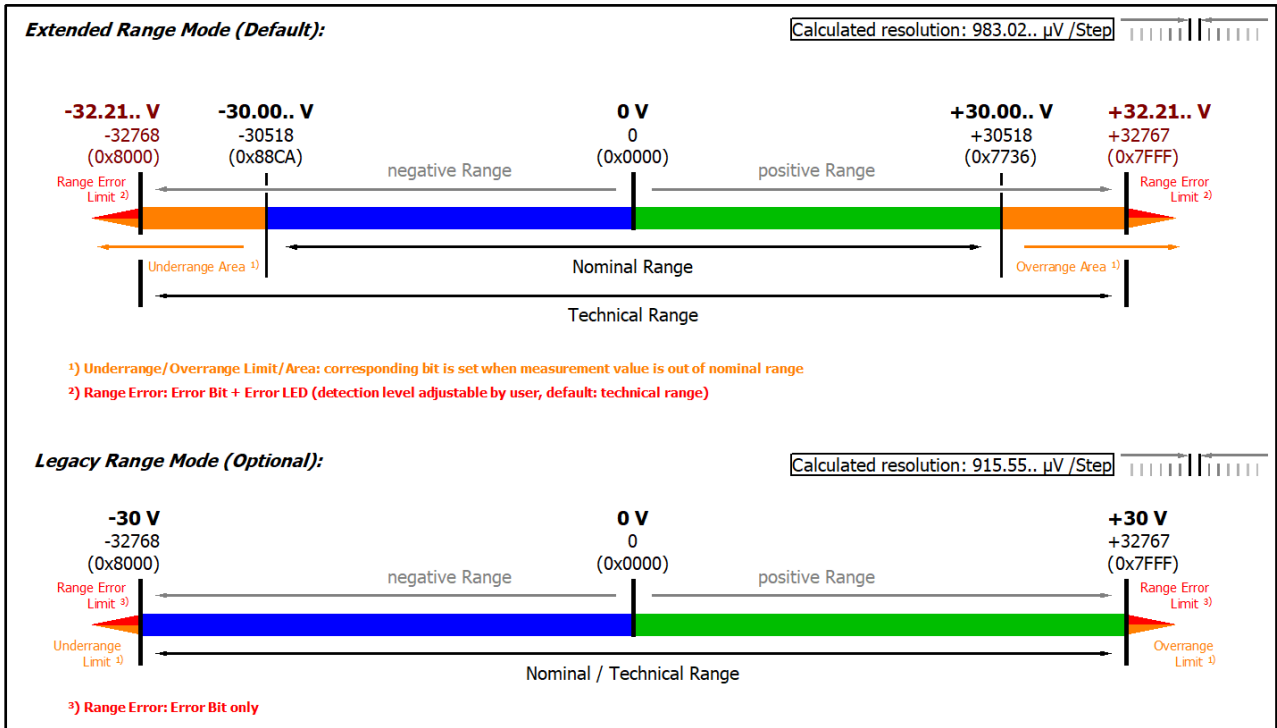 Extended Range Mode (Default):
Calculated resolution: 983.02.. µV /Step
-32.21.. V
-32768
(0x8000)
-30.00.. V
-30518
(0x88CA)
0 V
0
(0x0000)
+30.00.. V
+30518
(0x7736)
+32.21.. V
+32767
(0x7FFF)
negative Range
positive Range
Range Error
Limit ²⁾
Range Error
Limit ²⁾
Underrange Area ¹⁾
Nominal Range
Overrange Area ¹⁾
Technical Range
¹⁾ Underrange/Overrange Limit/Area: corresponding bit is set when measurement value is out of nominal range
²⁾ Range Error: Error Bit + Error LED (detection level adjustable by user, default: technical range)
Legacy Range Mode (Optional):
Calculated resolution: 915.55.. µV /Step
-30 V
-32768
(0x8000)
0 V
0
(0x0000)
+30 V
+32767
(0x7FFF)
negative Range
positive Range
Range Error
Limit ³⁾
Range Error
Limit ³⁾
Underrange
Limit ¹⁾
Nominal / Technical Range
Overrange
Limit ¹⁾
³⁾ Range Error: Error Bit only